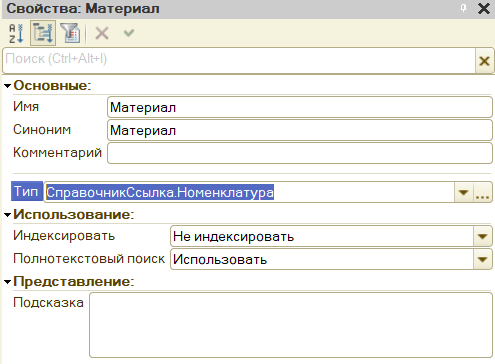 Свойства: Материал
Поиск (Ctrl+Alt+I)
Основные:
Имя Материал
Синоним Материал
Комментарий
Тип СправочникСсылка.Номенклатура
Использование:
Индексировать Не индексировать
Полнотекстовый поиск Использовать
Представление:
Подсказка